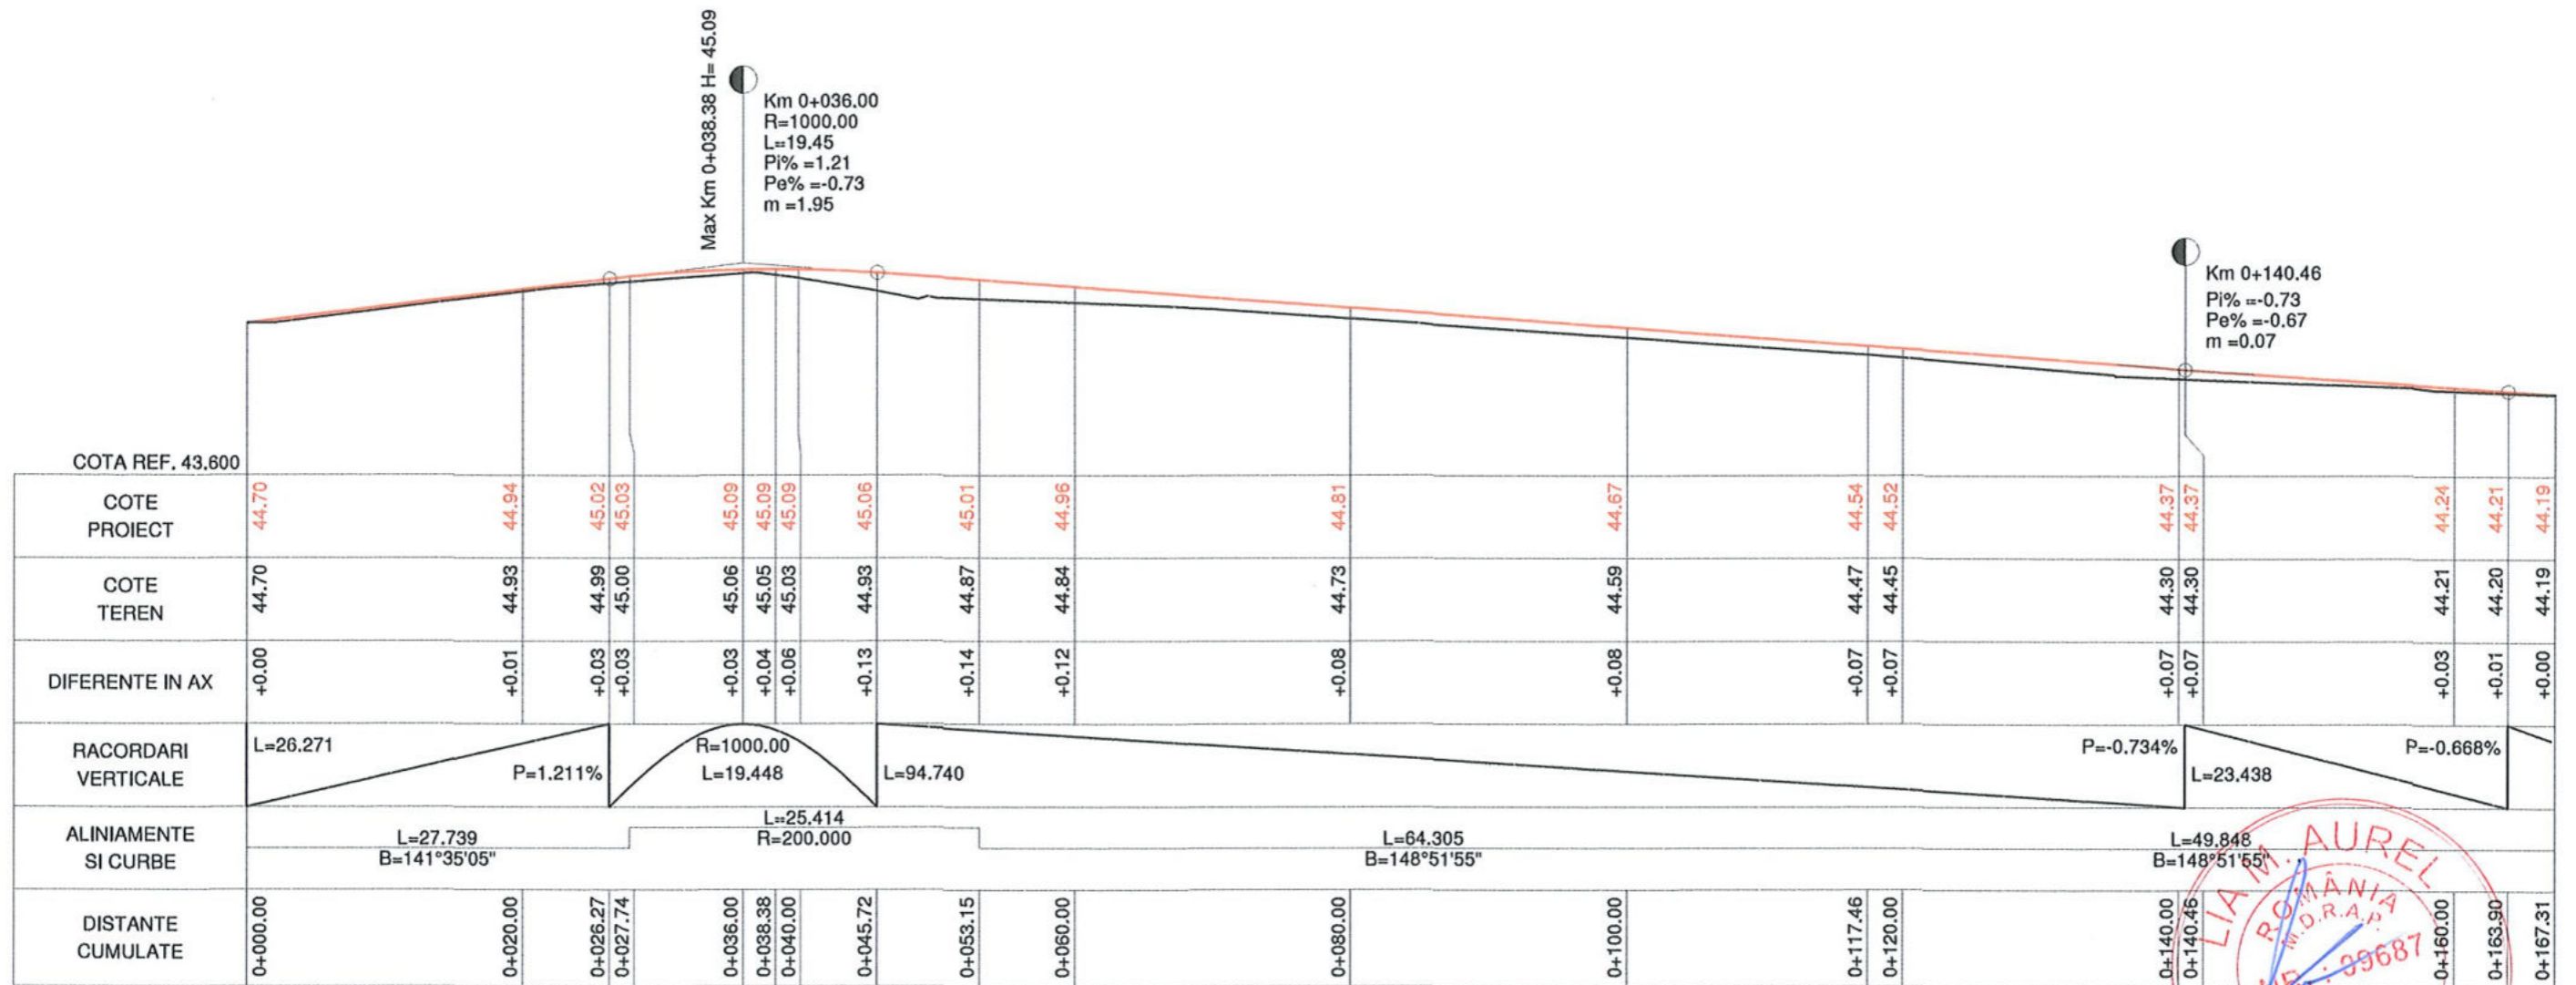 Max Km 0+038.38 H= 45.09
Km 0+036.00
R=1000.00
L=19.45
Pi% =1.21
Pe% =-0.73
m =1.95
Km 0+140.46
Pi% =-0.73
Pe% =-0.67
m =0.07
COTA REF. 43.600
COTE
PROIECT
44.70 44.94 45.02 45.03 45.09 45.09 45.09 45.06 45.01 44.96 44.81 44.67 44.54 44.52 44.37 44.37 44.24 44.21 44.19
COTE
TEREN
44.70 44.93 44.99 45.00 45.06 45.05 45.03 44.93 44.87 44.84 44.73 44.59 44.47 44.45 44.30 44.30 44.21 44.20 44.19
DIFERENTE IN AX
+0.00 +0.01 +0.03 +0.03 +0.03 +0.04 +0.06 +0.13 +0.14 +0.12 +0.08 +0.08 +0.07 +0.07 +0.07 +0.07 +0.03 +0.01 +0.00
RACORDARI
VERTICALE
L=26.271
P=1.211%
R=1000.00
L=19.448
L=94.740
P=-0.734%
L=23.438
P=-0.668%
ALINIAMENTE
SI CURBE
L=27.739
B=141°35'05"
L=25.414
R=200.000
L=64.305
B=148°51'55"
L=49.848
B=148°51'55"
DISTANTE
CUMULATE
0+000.00 0+020.00 0+026.27 0+027.74 0+036.00 0+038.38 0+040.00 0+045.72 0+053.15 0+060.00 0+080.00 0+100.00 0+117.46 0+120.00 0+140.00 0+140.46 0+160.00 0+163.90 0+167.31
LIA M. AUREL
ROMÂNIA
M.D.R.A.P.
09687